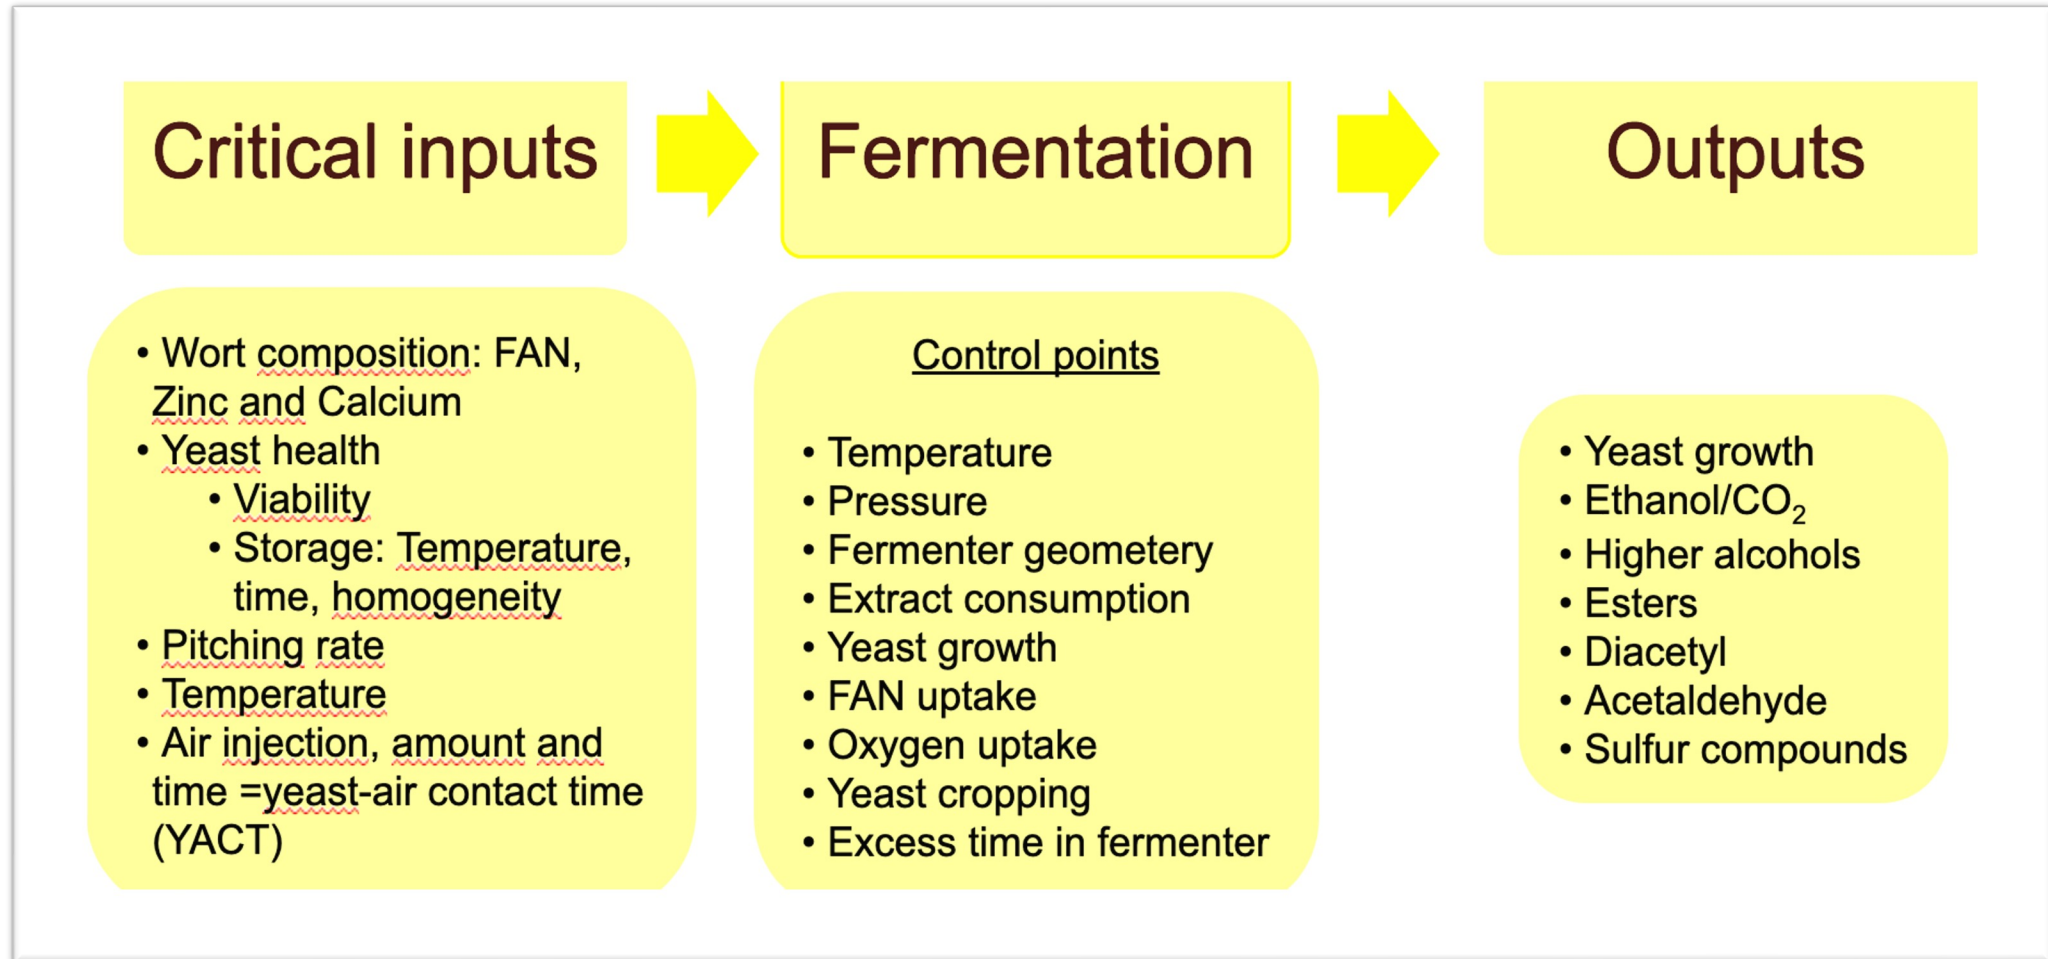 Critical inputs
Fermentation
Outputs
• Wort composition: FAN,
Zinc and Calcium
• Yeast health
• Viability
• Storage: Temperature,
time, homogeneity
• Pitching rate
• Temperature
• Air injection, amount and
time =yeast-air contact time
(YACT)
Control points
• Temperature
• Pressure
• Fermenter geometery
• Extract consumption
• Yeast growth
• FAN uptake
• Oxygen uptake
• Yeast cropping
• Excess time in fermenter
• Yeast growth
• Ethanol/CO₂
• Higher alcohols
• Esters
• Diacetyl
• Acetaldehyde
• Sulfur compounds